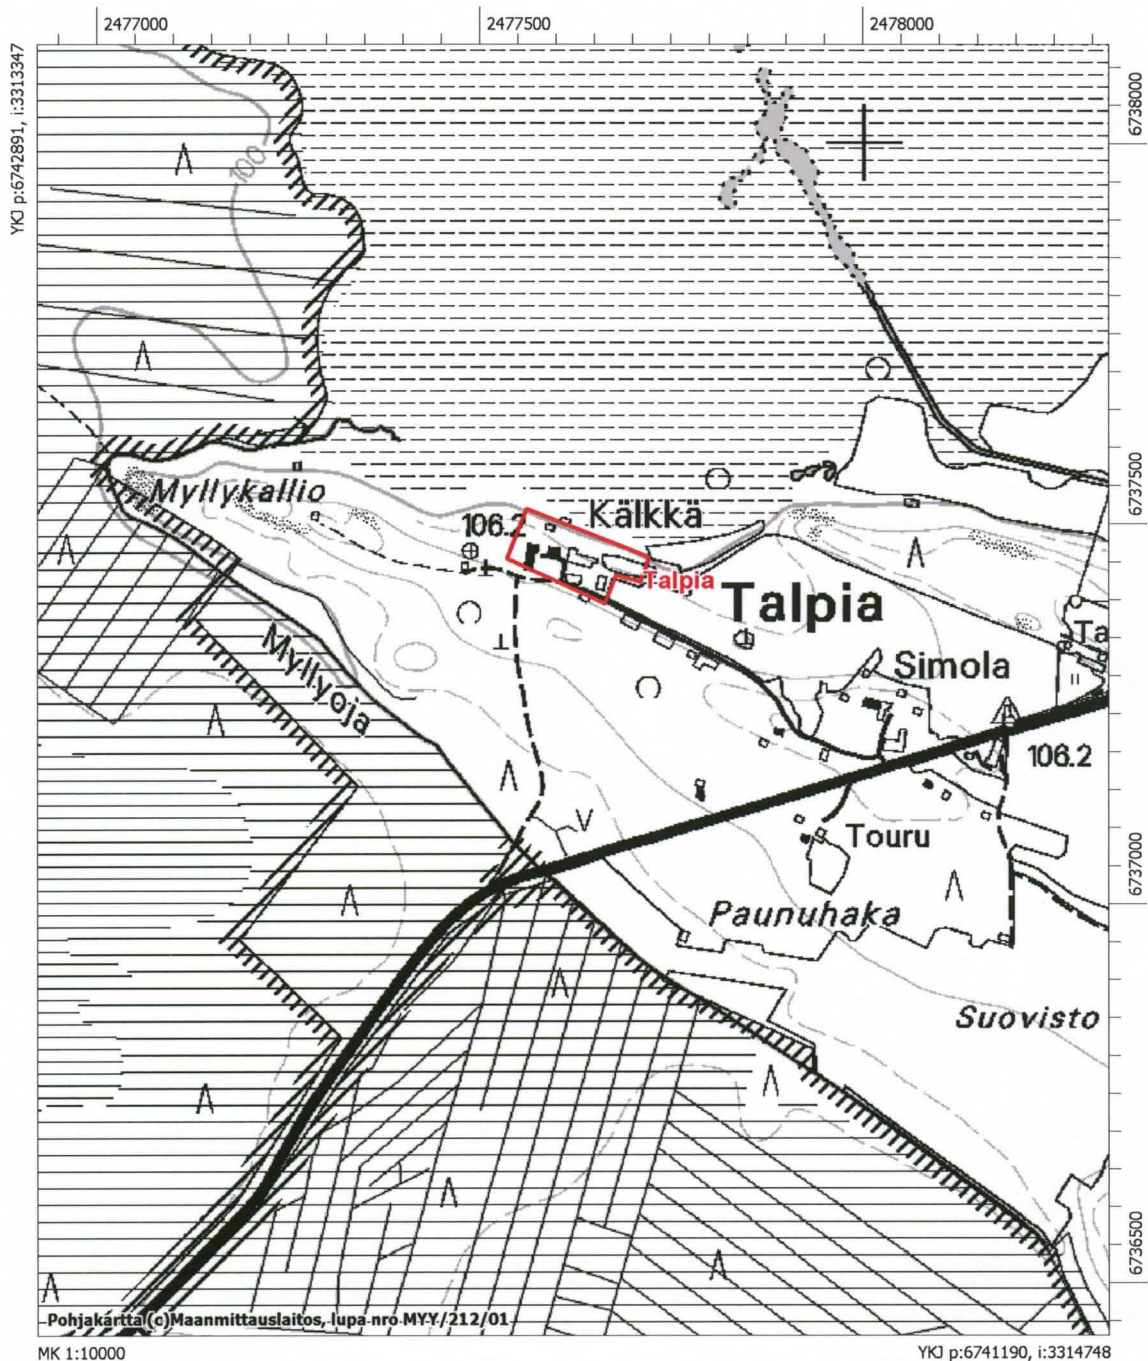 2477000
2477500
2478000
YKJ p:6742891, i:3313347
6738000
100
6737500
Myllykallio
106.2
Kälkkä
Talpia
Talpia
Ta
Simola
Myllyoja
106.2
Touru
6737000
Paunuhaka
Suovisto
6736500
Pohjakartta (c)Maanmittauslaitos, lupa nro MYY/212/01
MK 1:10000
YKJ p:6741190, i:3314748